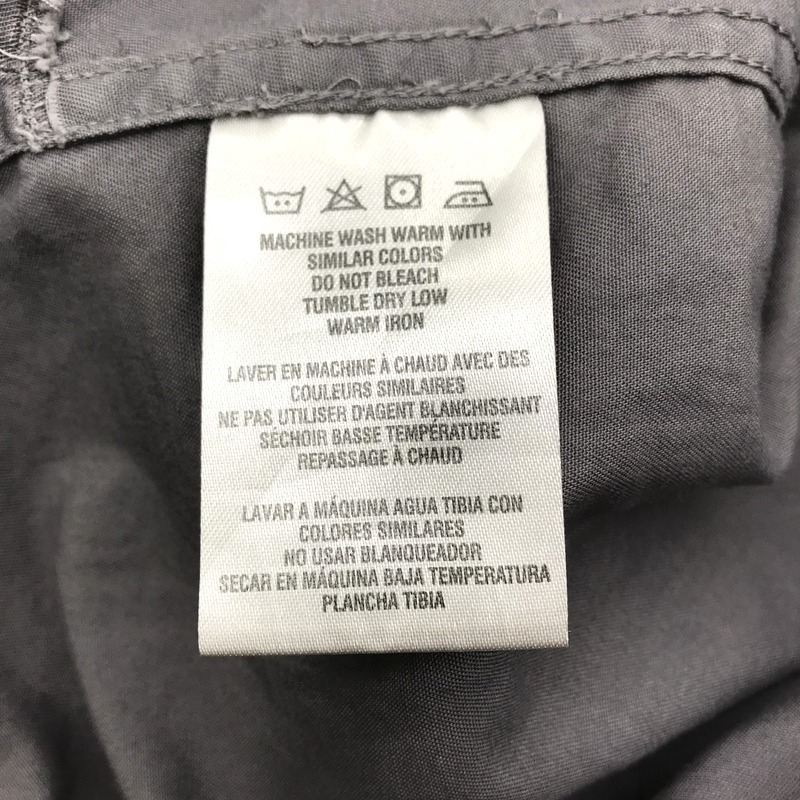 MACHINE WASH WARM WITH
SIMILAR COLORS
DO NOT BLEACH
TUMBLE DRY LOW
WARM IRON
LAVER EN MACHINE À CHAUD AVEC DES
COULEURS SIMILAIRES
NE PAS UTILISER D'AGENT BLANCHISSANT
SÉCHOIR BASSE TEMPÉRATURE
REPASSAGE À CHAUD
LAVAR A MÁQUINA AGUA TIBIA CON
COLORES SIMILARES
NO USAR BLANQUEADOR
SECAR EN MÁQUINA BAJA TEMPERATURA
PLANCHA TIBIA